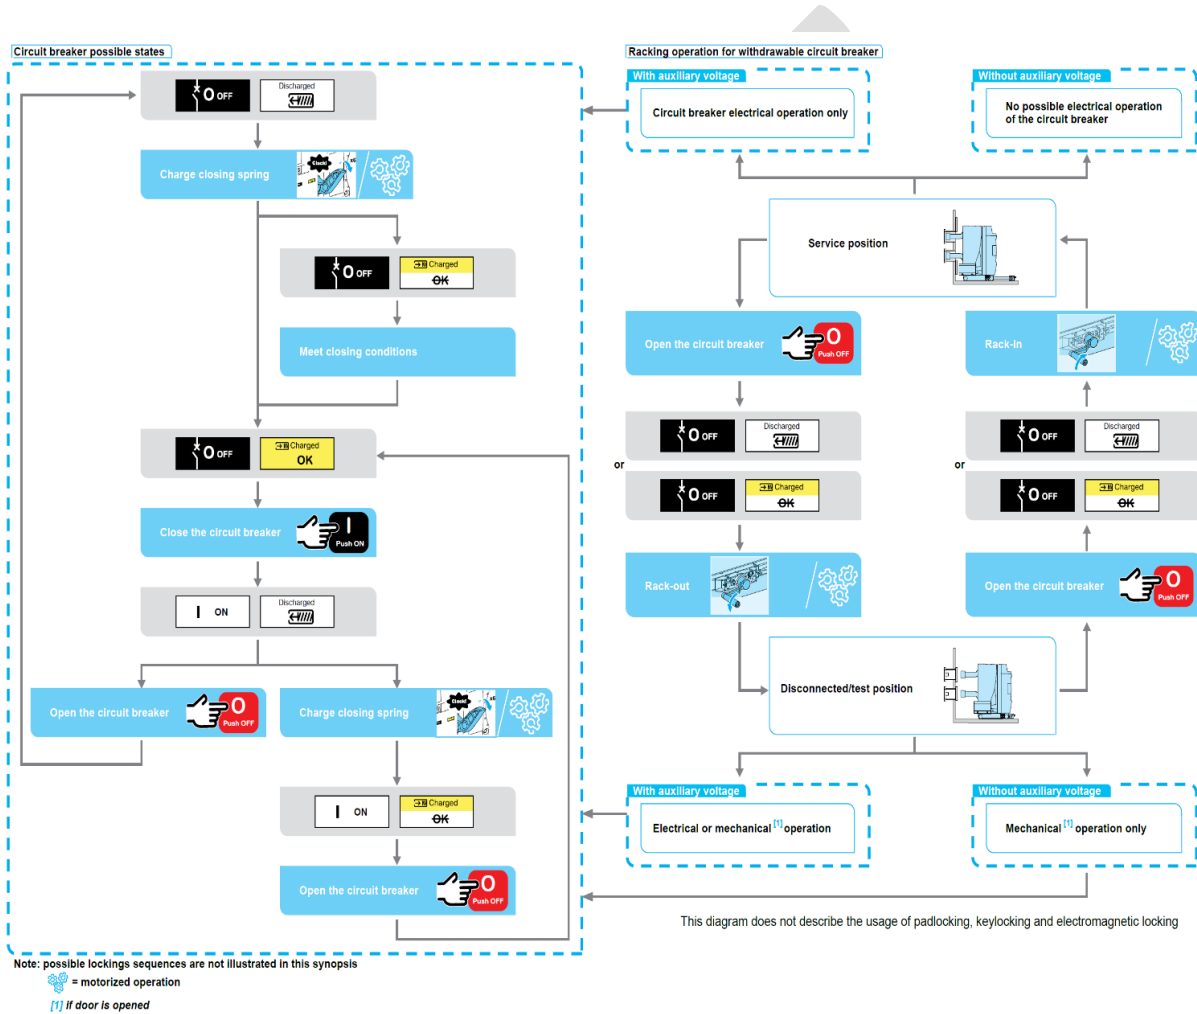 Circuit breaker possible states
O OFF
Discharged
Charge closing spring
Clack!
x6
O OFF
Charged
OK
Meet closing conditions
O OFF
Charged
OK
Close the circuit breaker
I
Push ON
I ON
Discharged
Open the circuit breaker
O
Push OFF
Charge closing spring
Clack!
x6
I ON
Charged
OK
Open the circuit breaker
O
Push OFF
Note: possible lockings sequences are not illustrated in this synopsis
= motorized operation
[1] if door is opened
Racking operation for withdrawable circuit breaker
With auxiliary voltage
Circuit breaker electrical operation only
Without auxiliary voltage
No possible electrical operation
of the circuit breaker
Service position
Open the circuit breaker
O
Push OFF
O OFF
Discharged
or
O OFF
Charged
OK
Rack-out
Rack-In
O OFF
Discharged
or
O OFF
Charged
OK
Open the circuit breaker
O
Push OFF
Disconnected/test position
With auxiliary voltage
Electrical or mechanical [1] operation
Without auxiliary voltage
Mechanical [1] operation only
This diagram does not describe the usage of padlocking, keylocking and electromagnetic locking